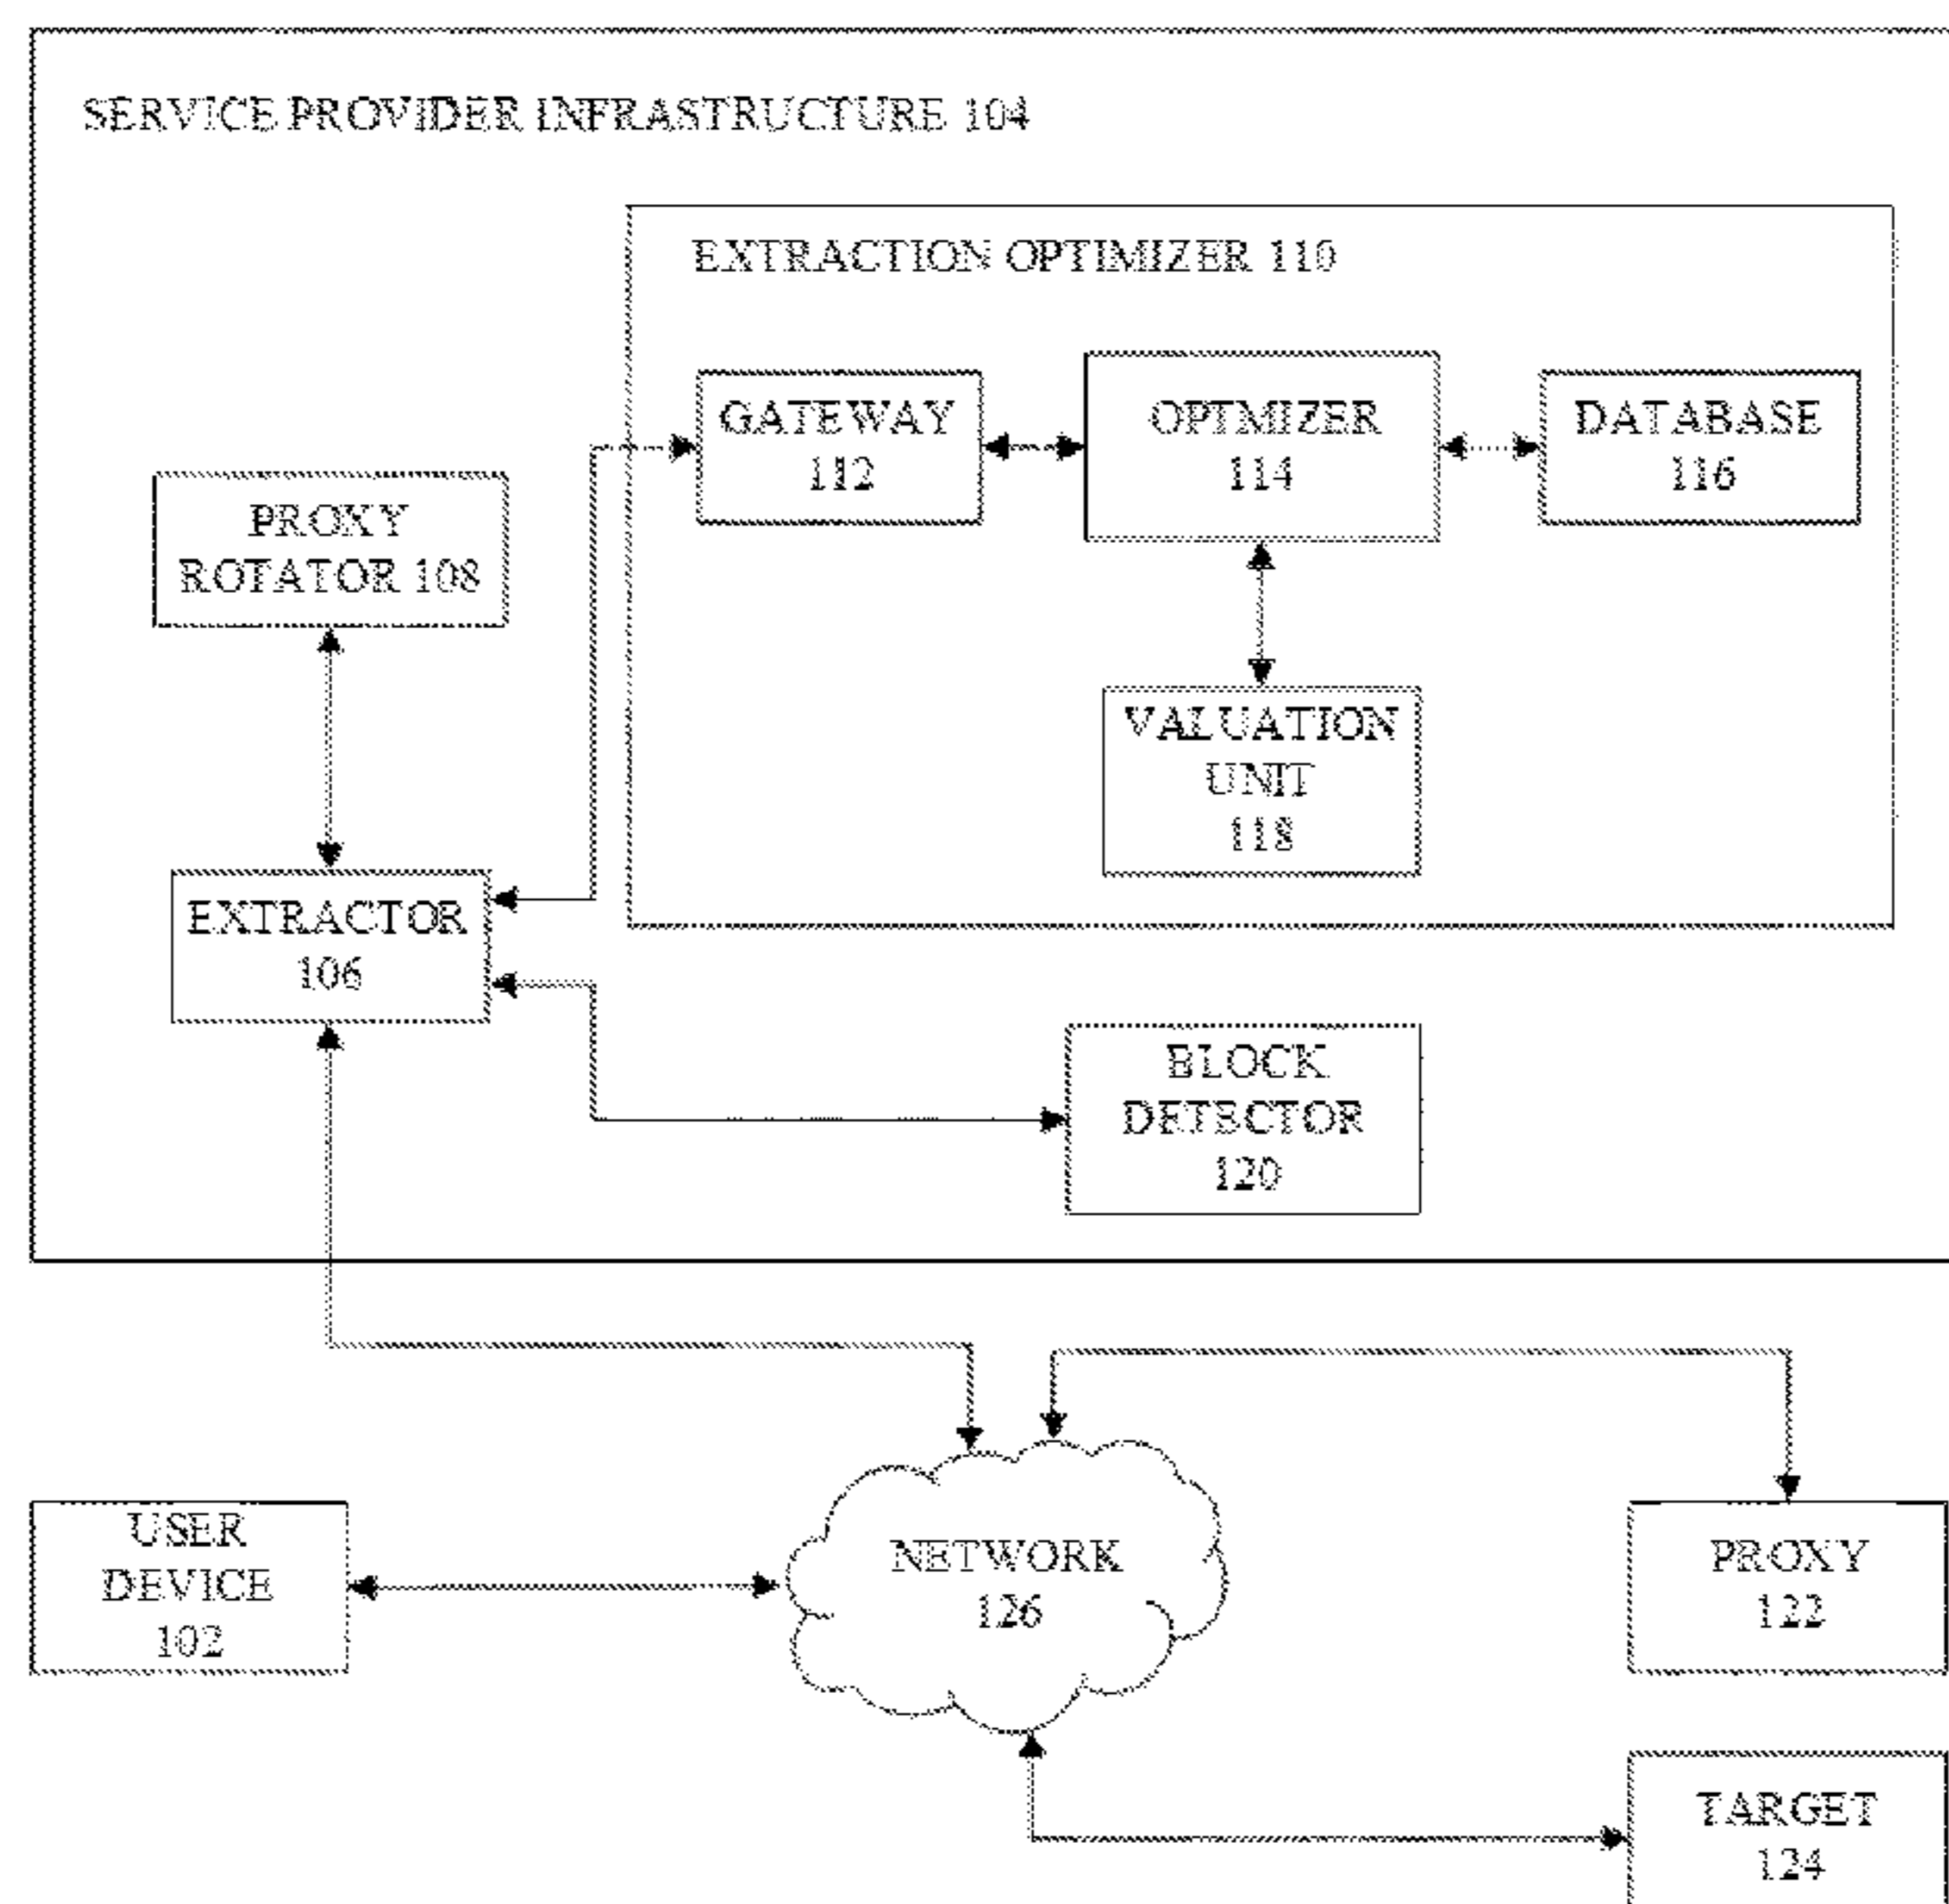 SERVICE PROVIDER INFRASTRUCTURE 104
EXTRACTION OPTIMIZER 110
GATEWAY
112
OPTMIZER
114
DATABASE
116
PROXY
ROTATOR 108
VALUATION
UNIT
118
EXTRACTOR
106
BLOCK
DETECTOR
120
USER
DEVICE
102
NETWORK
126
PROXY
122
TARGET
124